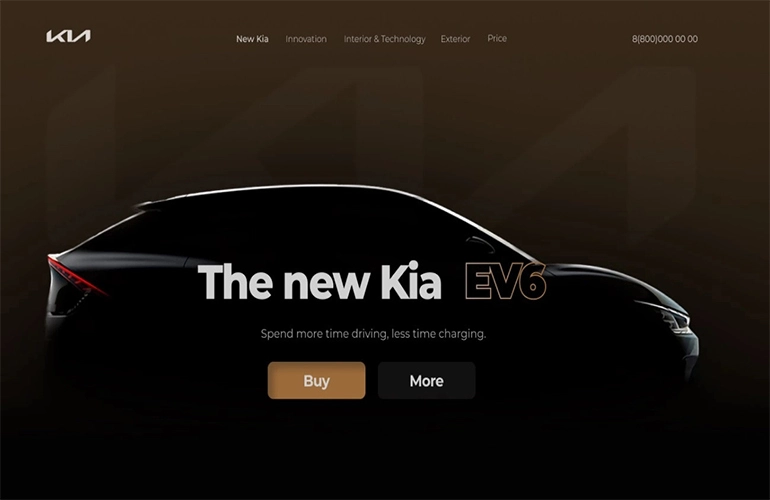 KIA
New Kia Innovation Interior & Technology Exterior Price 8(800)000 00 00
KIA
The new Kia EV6
Spend more time driving, less time charging.
Buy More